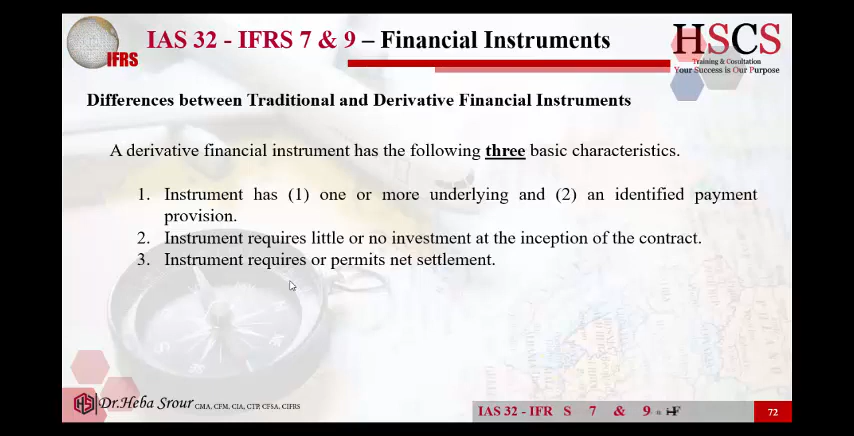 IFRS
IAS 32 - IFRS 7 & 9 – Financial Instruments
HSCS
Training & Cosultation
Your Success is Our Purpose
Differences between Traditional and Derivative Financial Instruments
A derivative financial instrument has the following three basic characteristics.
1. Instrument has (1) one or more underlying and (2) an identified payment
provision.
2. Instrument requires little or no investment at the inception of the contract.
3. Instrument requires or permits net settlement.
Dr.Heba Srour CMA, CFM, CIA, CTP, CFSA, CIFRS
IAS 32 - IFR S 7 & 9
72